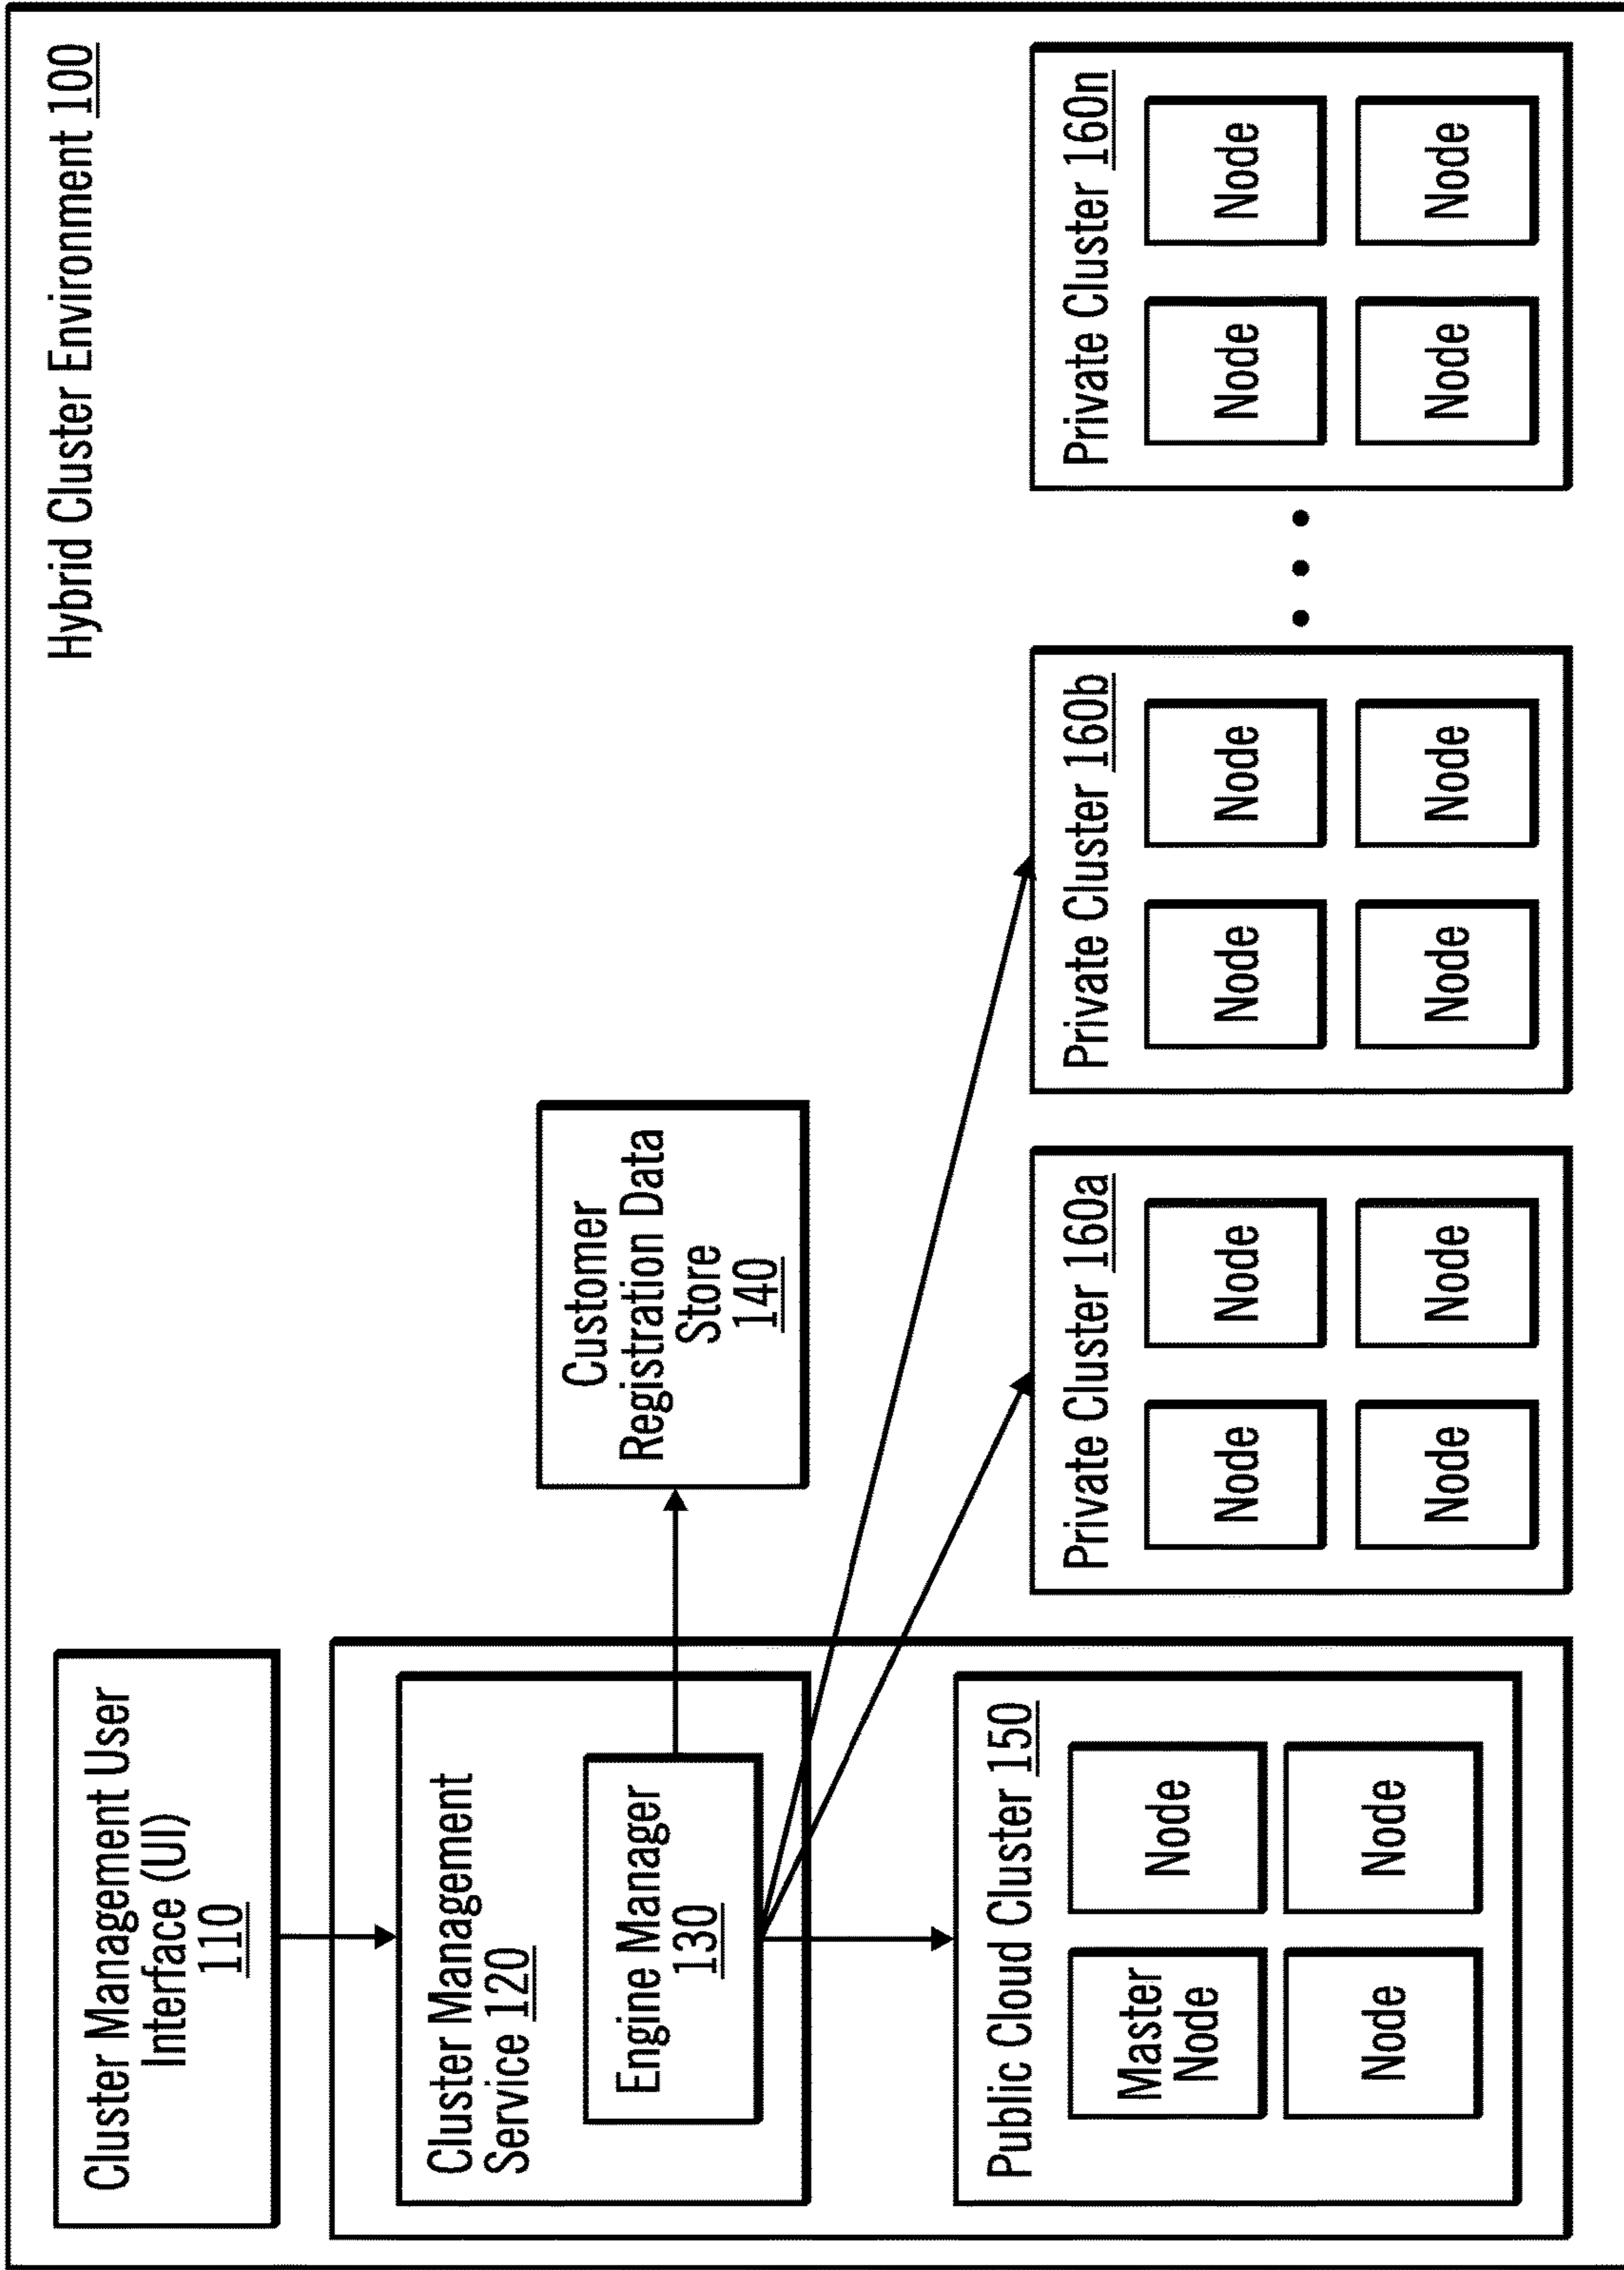 Hybrid Cluster Environment 100
Cluster Management User
Interface (UI)
110
Cluster Management
Service 120
Engine Manager
130
Customer
Registration Data
Store
140
Public Cloud Cluster 150
Master
Node
Node
Node
Node
Private Cluster 160a
Node
Node
Node
Node
Private Cluster 160b
Node
Node
Node
Node
Private Cluster 160n
Node
Node
Node
Node